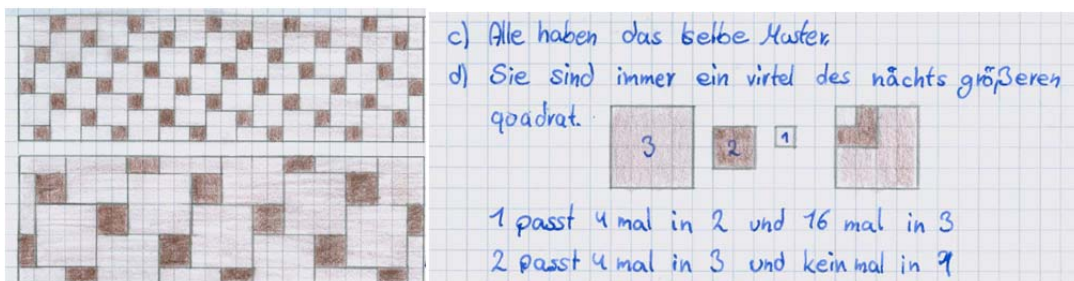 c) Alle haben das selbe Muster.
d) Sie sind immer ein virtel des nächts größeren
quadrat.
3 2 1
1 passt 4 mal in 2 und 16 mal in 3
2 passt 4 mal in 3 und kein mal in 1